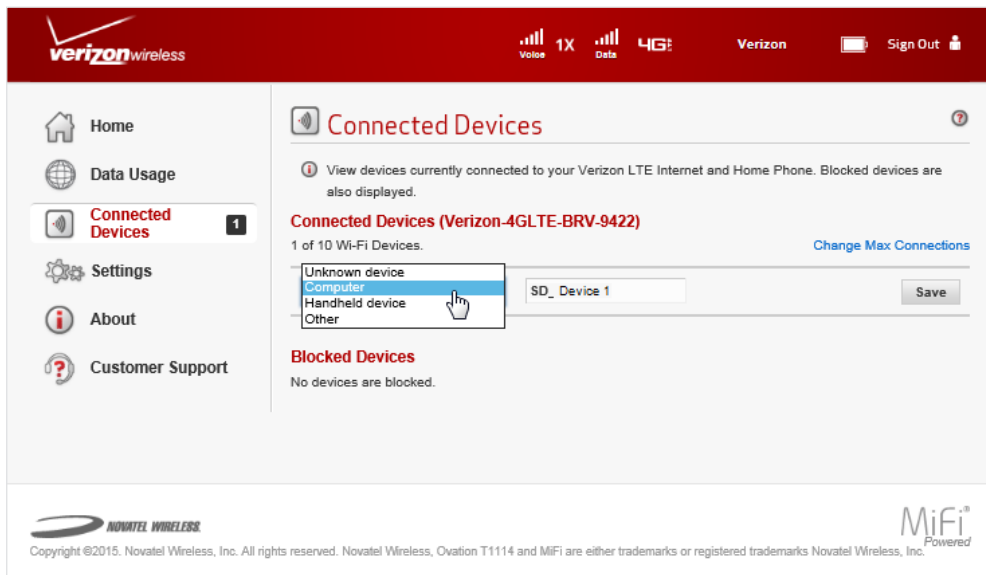 verizonwireless
Voice 1X Data 4G LTE Verizon Sign Out
Home
Data Usage
Connected Devices 1
Settings
About
Customer Support
Connected Devices ?
i View devices currently connected to your Verizon LTE Internet and Home Phone. Blocked devices are
also displayed.
Connected Devices (Verizon-4GLTE-BRV-9422)
1 of 10 Wi-Fi Devices. Change Max Connections
Unknown device
Computer
Handheld device
Other
SD_ Device 1 Save
Blocked Devices
No devices are blocked.
NOVATEL WIRELESS.
MiFi®
Powered
Copyright ©2015. Novatel Wireless, Inc. All rights reserved. Novatel Wireless, Ovation T1114 and MiFi are either trademarks or registered trademarks Novatel Wireless, Inc.